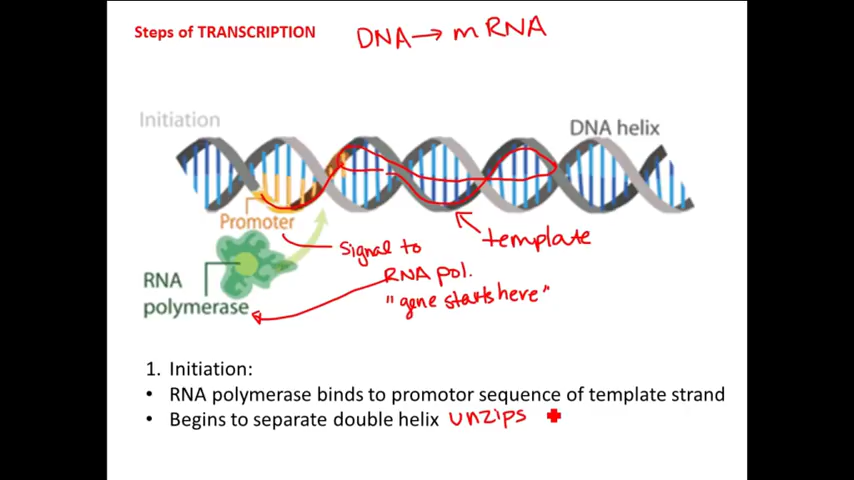 Steps of TRANSCRIPTION
DNA → mRNA
Initiation
DNA helix
Promoter
Signal to
RNA pol.
"gene starts here"
template
RNA
polymerase
1. Initiation:
• RNA polymerase binds to promotor sequence of template strand
• Begins to separate double helix unzips